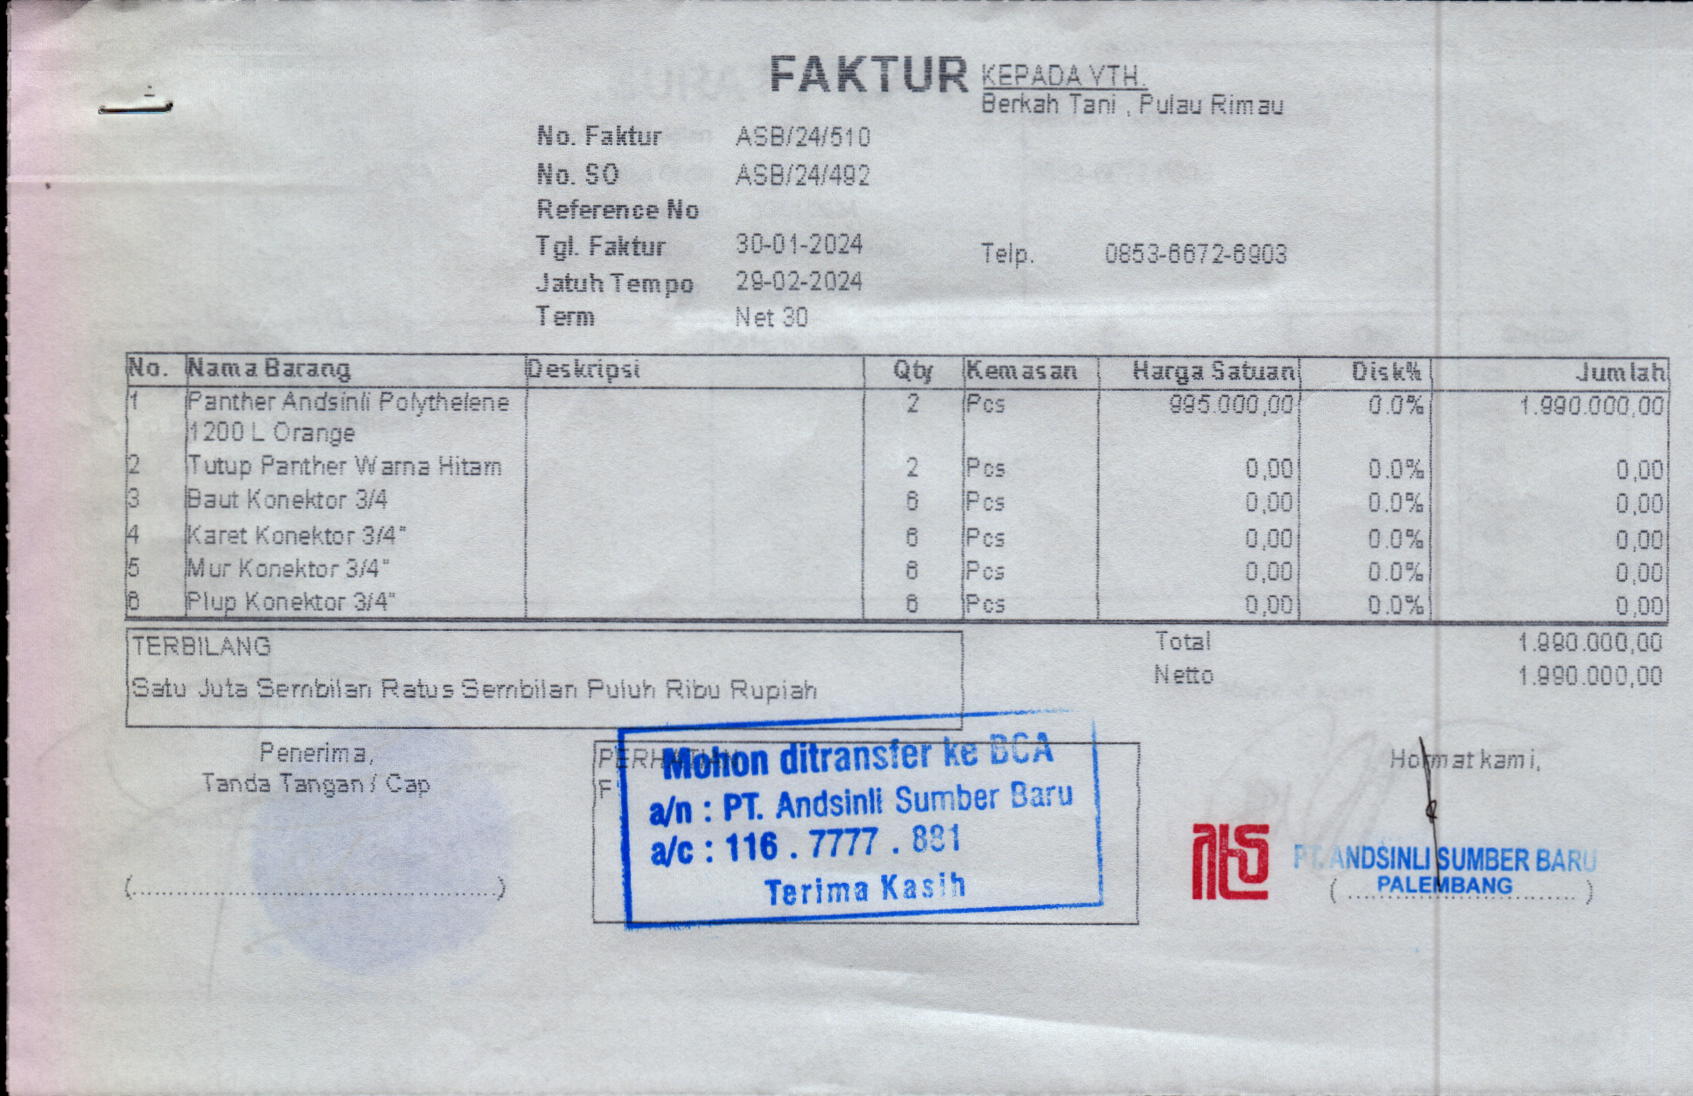 FAKTUR
KEPADA YTH.
Berkah Tani , Pulau Rimau
No. Faktur ASB/24/510
No. SO ASB/24/492
Reference No
Tgl. Faktur 30-01-2024
Telp. 0853-6672-6903
Jatuh Tempo 29-02-2024
Term Net 30
No. Nama Barang Deskripsi Qty Kemasan Harga Satuan Disk% Jumlah
1 Panther Andsinli Polythelene 2 Pcs 995.000,00 0.0% 1.990.000,00
1200 L Orange
2 Tutup Panther Warna Hitam 2 Pcs 0,00 0.0% 0,00
3 Baut Konektor 3/4 6 Pcs 0,00 0.0% 0,00
4 Karet Konektor 3/4" 6 Pcs 0,00 0.0% 0,00
5 Mur Konektor 3/4" 6 Pcs 0,00 0.0% 0,00
6 Plup Konektor 3/4" 6 Pcs 0,00 0.0% 0,00
TERBILANG
Satu Juta Sembilan Ratus Sembilan Puluh Ribu Rupiah
Total 1.990.000,00
Netto 1.990.000,00
Penerima,
Tanda Tangan / Cap
(................................................)
PERHATIAN
Mohon ditransfer ke BCA
a/n : PT. Andsinli Sumber Baru
a/c : 116 . 7777 . 881
Terima Kasih
Hormat kami,
PT. ANDSINLI SUMBER BARU
PALEMBANG
(..............................)